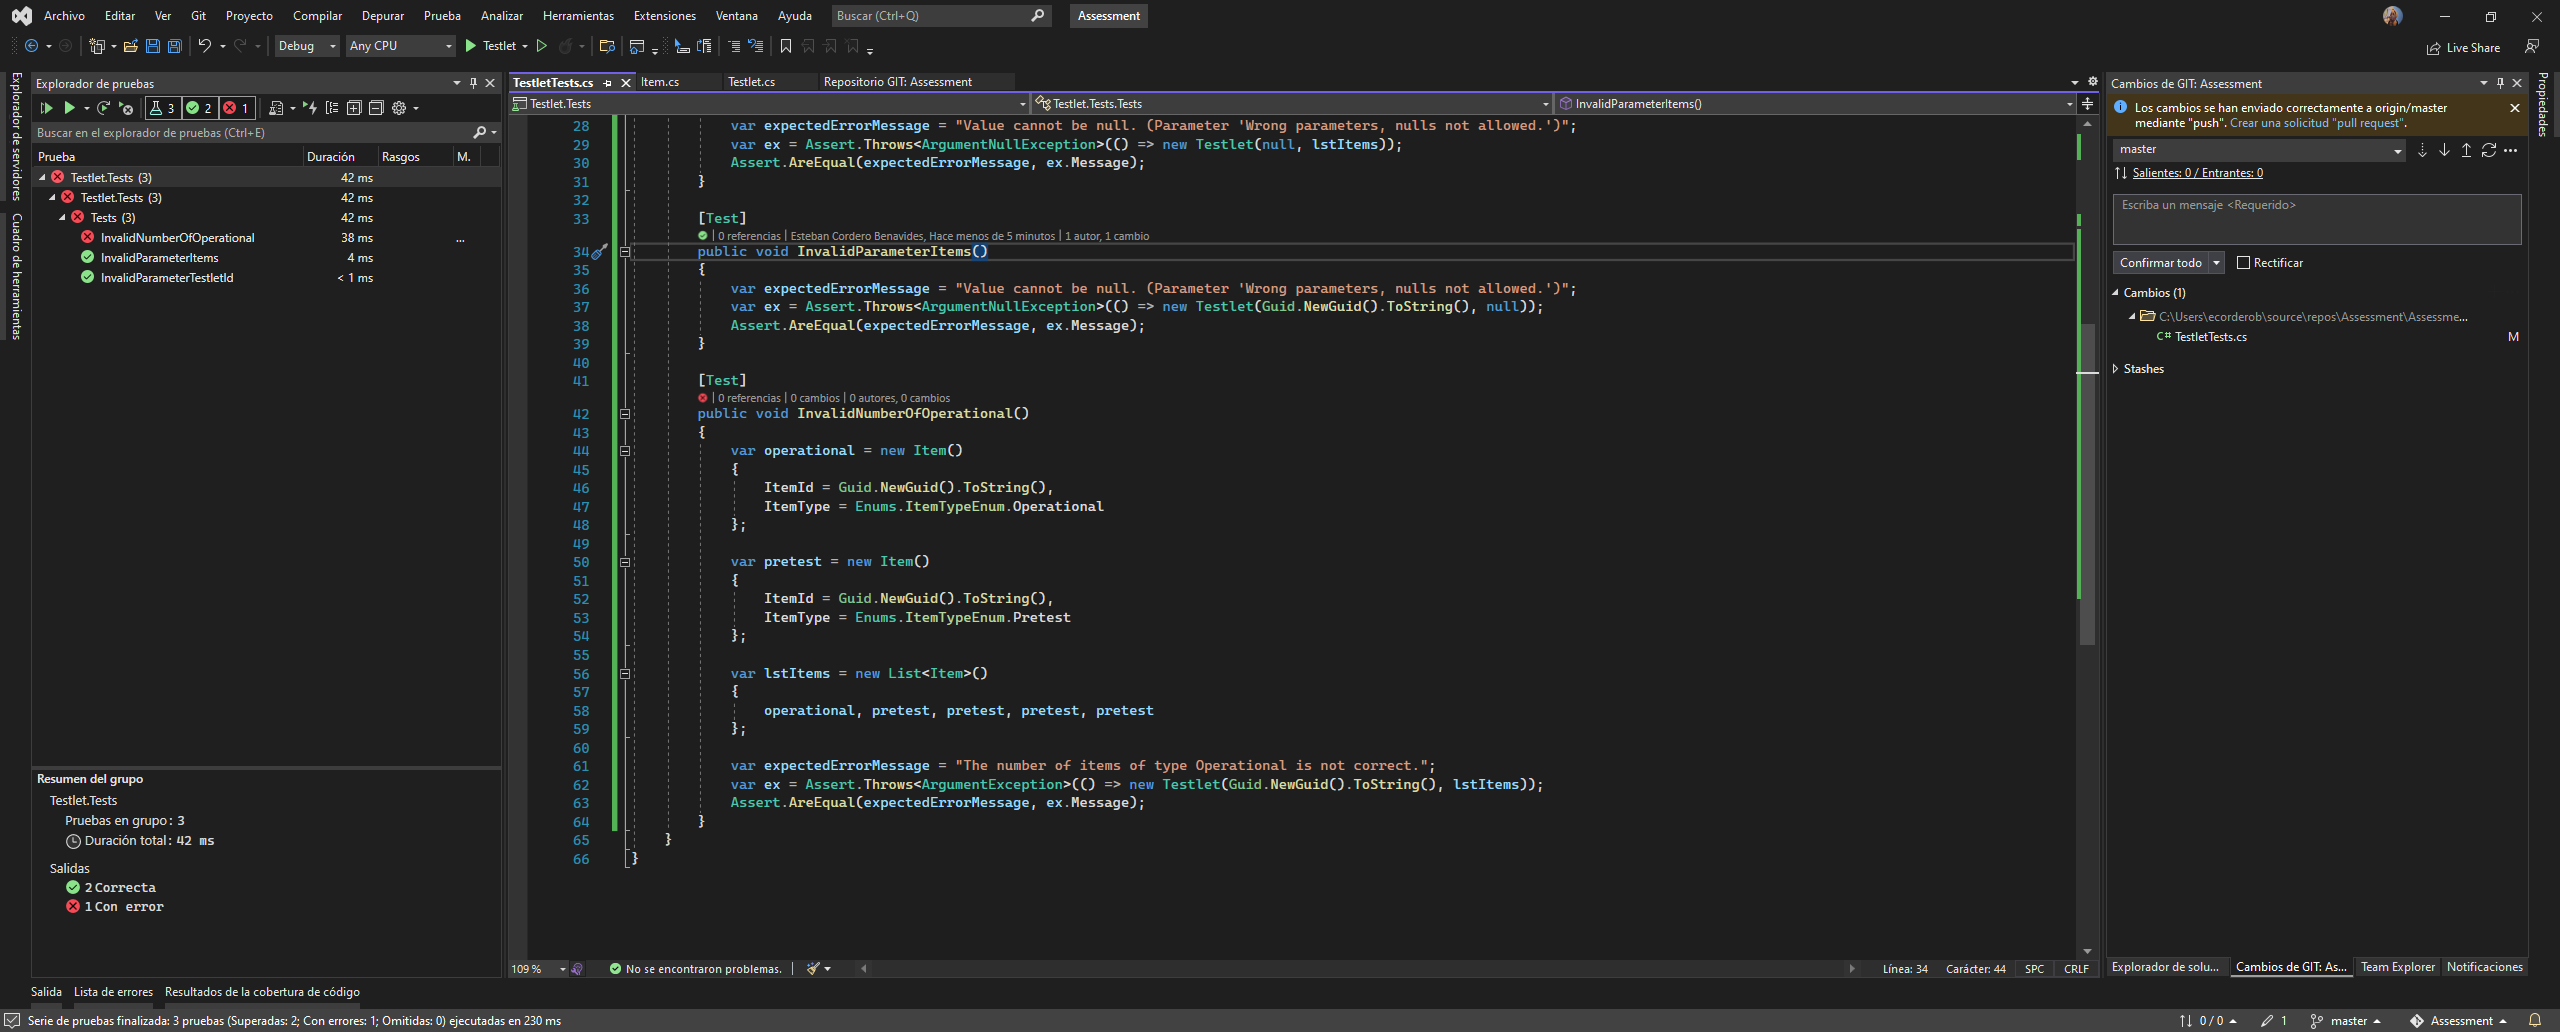 Archivo Editar Ver Git Proyecto Compilar Depurar Prueba Analizar Herramientas Extensiones Ventana Ayuda Buscar (Ctrl+Q) Assessment
Debug Any CPU Testlet Live Share
Explorador de servidores
Cuadro de herramientas
Explorador de pruebas
3 2 1
Buscar en el explorador de pruebas (Ctrl+E)
Prueba Duración Rasgos M.
Testlet.Tests (3) 42 ms
Testlet.Tests (3) 42 ms
Tests (3) 42 ms
InvalidNumberOfOperational 38 ms ...
InvalidParameterItems 4 ms
InvalidParameterTestletId < 1 ms
Resumen del grupo
Testlet.Tests
Pruebas en grupo: 3
Duración total: 42 ms
Salidas
2 Correcta
1 Con error
TestletTests.cs Item.cs Testlet.cs Repositorio GIT: Assessment
Testlet.Tests Testlet.Tests.Tests InvalidParameterItems()
28 var expectedErrorMessage = "Value cannot be null. (Parameter 'Wrong parameters, nulls not allowed.')";
29 var ex = Assert.Throws<ArgumentNullException>(() => new Testlet(null, lstItems));
30 Assert.AreEqual(expectedErrorMessage, ex.Message);
31 }
32
33 [Test]
0 referencias | Esteban Cordero Benavides, Hace menos de 5 minutos | 1 autor, 1 cambio
34 public void InvalidParameterItems()
35 {
36 var expectedErrorMessage = "Value cannot be null. (Parameter 'Wrong parameters, nulls not allowed.')";
37 var ex = Assert.Throws<ArgumentNullException>(() => new Testlet(Guid.NewGuid().ToString(), null));
38 Assert.AreEqual(expectedErrorMessage, ex.Message);
39 }
40
41 [Test]
0 referencias | 0 cambios | 0 autores, 0 cambios
42 public void InvalidNumberOfOperational()
43 {
44 var operational = new Item()
45 {
46 ItemId = Guid.NewGuid().ToString(),
47 ItemType = Enums.ItemTypeEnum.Operational
48 };
49
50 var pretest = new Item()
51 {
52 ItemId = Guid.NewGuid().ToString(),
53 ItemType = Enums.ItemTypeEnum.Pretest
54 };
55
56 var lstItems = new List<Item>()
57 {
58 operational, pretest, pretest, pretest, pretest
59 };
60
61 var expectedErrorMessage = "The number of items of type Operational is not correct.";
62 var ex = Assert.Throws<ArgumentException>(() => new Testlet(Guid.NewGuid().ToString(), lstItems));
63 Assert.AreEqual(expectedErrorMessage, ex.Message);
64 }
65 }
66 }
109 % No se encontraron problemas. Línea: 34 Carácter: 44 SPC CRLF
Cambios de GIT: Assessment
Los cambios se han enviado correctamente a origin/master
mediante "push". Crear una solicitud "pull request".
master
Salientes: 0 / Entrantes: 0
Escriba un mensaje <Requerido>
Confirmar todo Rectificar
Cambios (1)
C:\Users\ecorderob\source\repos\Assessment\Assessme...
C# TestletTests.cs M
Stashes
Explorador de solu... Cambios de GIT: As... Team Explorer Notificaciones
Propiedades
Salida Lista de errores Resultados de la cobertura de código
Serie de pruebas finalizada: 3 pruebas (Superadas: 2; Con errores: 1; Omitidas: 0) ejecutadas en 230 ms 0 / 0 1 master Assessment